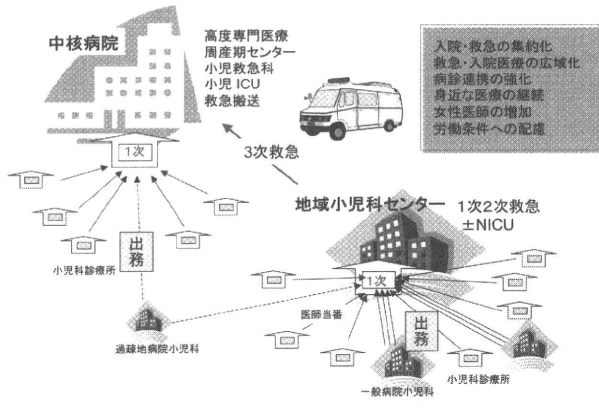 中核病院
高度専門医療
周産期センター
小児救急科
小児ICU
救急搬送
入院・救急の集約化
救急・入院医療の広域化
病診連携の強化
身近な医療の継続
女性医師の増加
労働条件への配慮
1次
3次救急
地域小児科センター
1次2次救急
±NICU
出務
小児科診療所
1次
医師当番
出務
過疎地病院小児科
一般病院小児科
小児科診療所